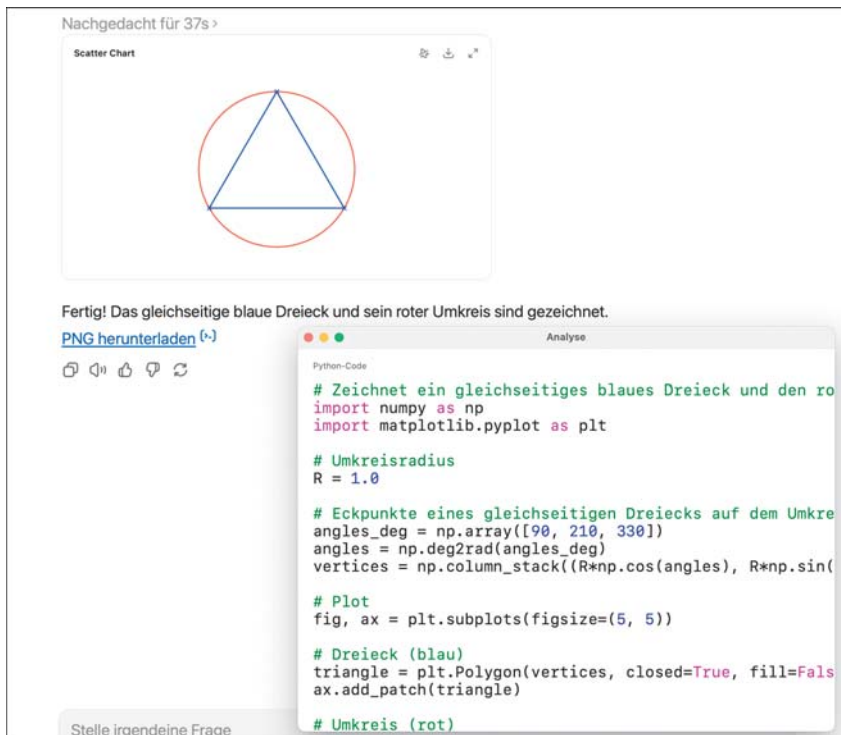 Nachgedacht für 37s >
Scatter Chart
Fertig! Das gleichseitige blaue Dreieck und sein roter Umkreis sind gezeichnet.
PNG herunterladen [>-]
Analyse
Python-Code
# Zeichnet ein gleichseitiges blaues Dreieck und den ro
import numpy as np
import matplotlib.pyplot as plt
# Umkreisradius
R = 1.0
# Eckpunkte eines gleichseitigen Dreiecks auf dem Umkre
angles_deg = np.array([90, 210, 330])
angles = np.deg2rad(angles_deg)
vertices = np.column_stack((R*np.cos(angles), R*np.sin(
# Plot
fig, ax = plt.subplots(figsize=(5, 5))
# Dreieck (blau)
triangle = plt.Polygon(vertices, closed=True, fill=Fals
ax.add_patch(triangle)
# Umkreis (rot)
Stelle irgendeine Frage